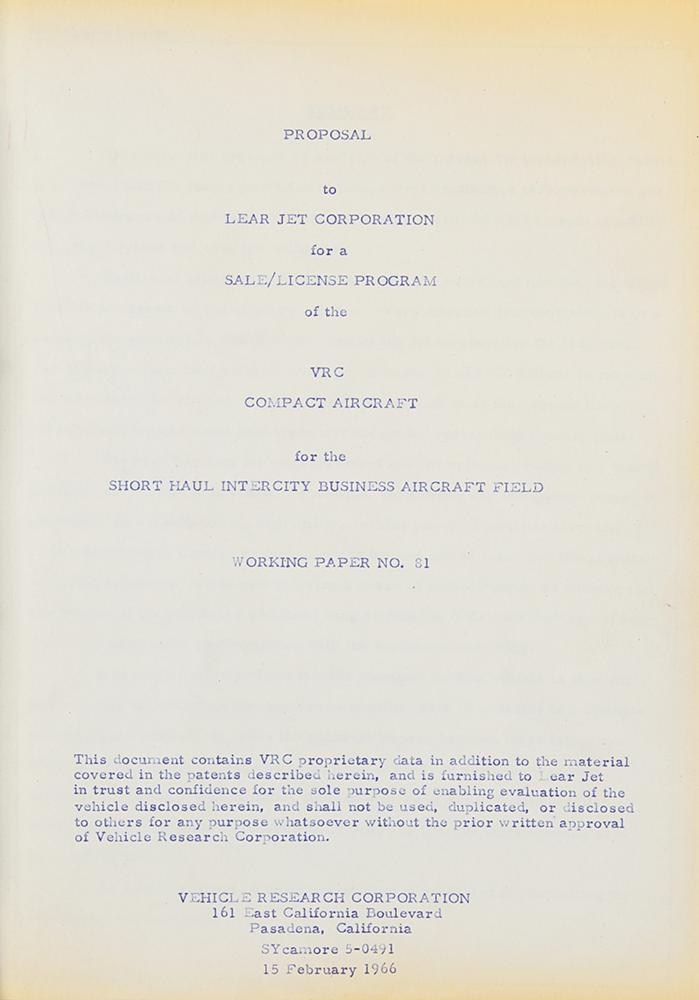 PROPOSAL
to
LEAR JET CORPORATION
for a
SALE/LICENSE PROGRAM
of the
VRC
COMPACT AIRCRAFT
for the
SHORT HAUL INTERCITY BUSINESS AIRCRAFT FIELD
WORKING PAPER NO. 81
This document contains VRC proprietary data in addition to the material
covered in the patents described herein, and is furnished to Lear Jet
in trust and confidence for the sole purpose of enabling evaluation of the
vehicle disclosed herein, and shall not be used, duplicated, or disclosed
to others for any purpose whatsoever without the prior written approval
of Vehicle Research Corporation.
VEHICLE RESEARCH CORPORATION
161 East California Boulevard
Pasadena, California
SYcamore 5-0491
15 February 1966